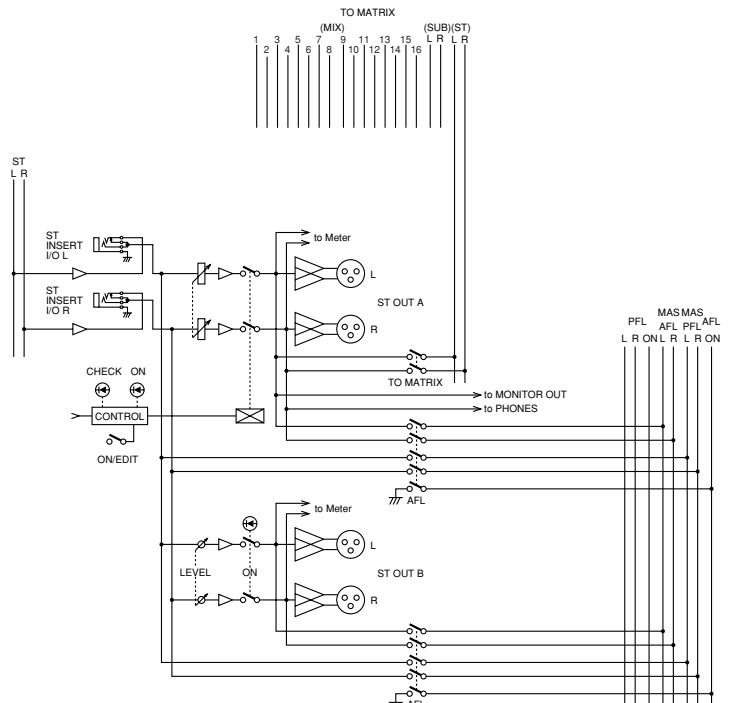 TO MATRIX
(MIX) (SUB)(ST)
1 3 5 7 9 11 13 15 L R L R
2 4 6 8 10 12 14 16
ST
L R
ST
INSERT
I/O L
to Meter
L
ST OUT A
ST
INSERT
I/O R
R
MAS MAS
PFL AFL PFL AFL
L R ON L R L R ON
TO MATRIX
CHECK ON
to MONITOR OUT
to PHONES
CONTROL
ON/EDIT
AFL
to Meter
L
LEVEL ON ST OUT B
R
AFL